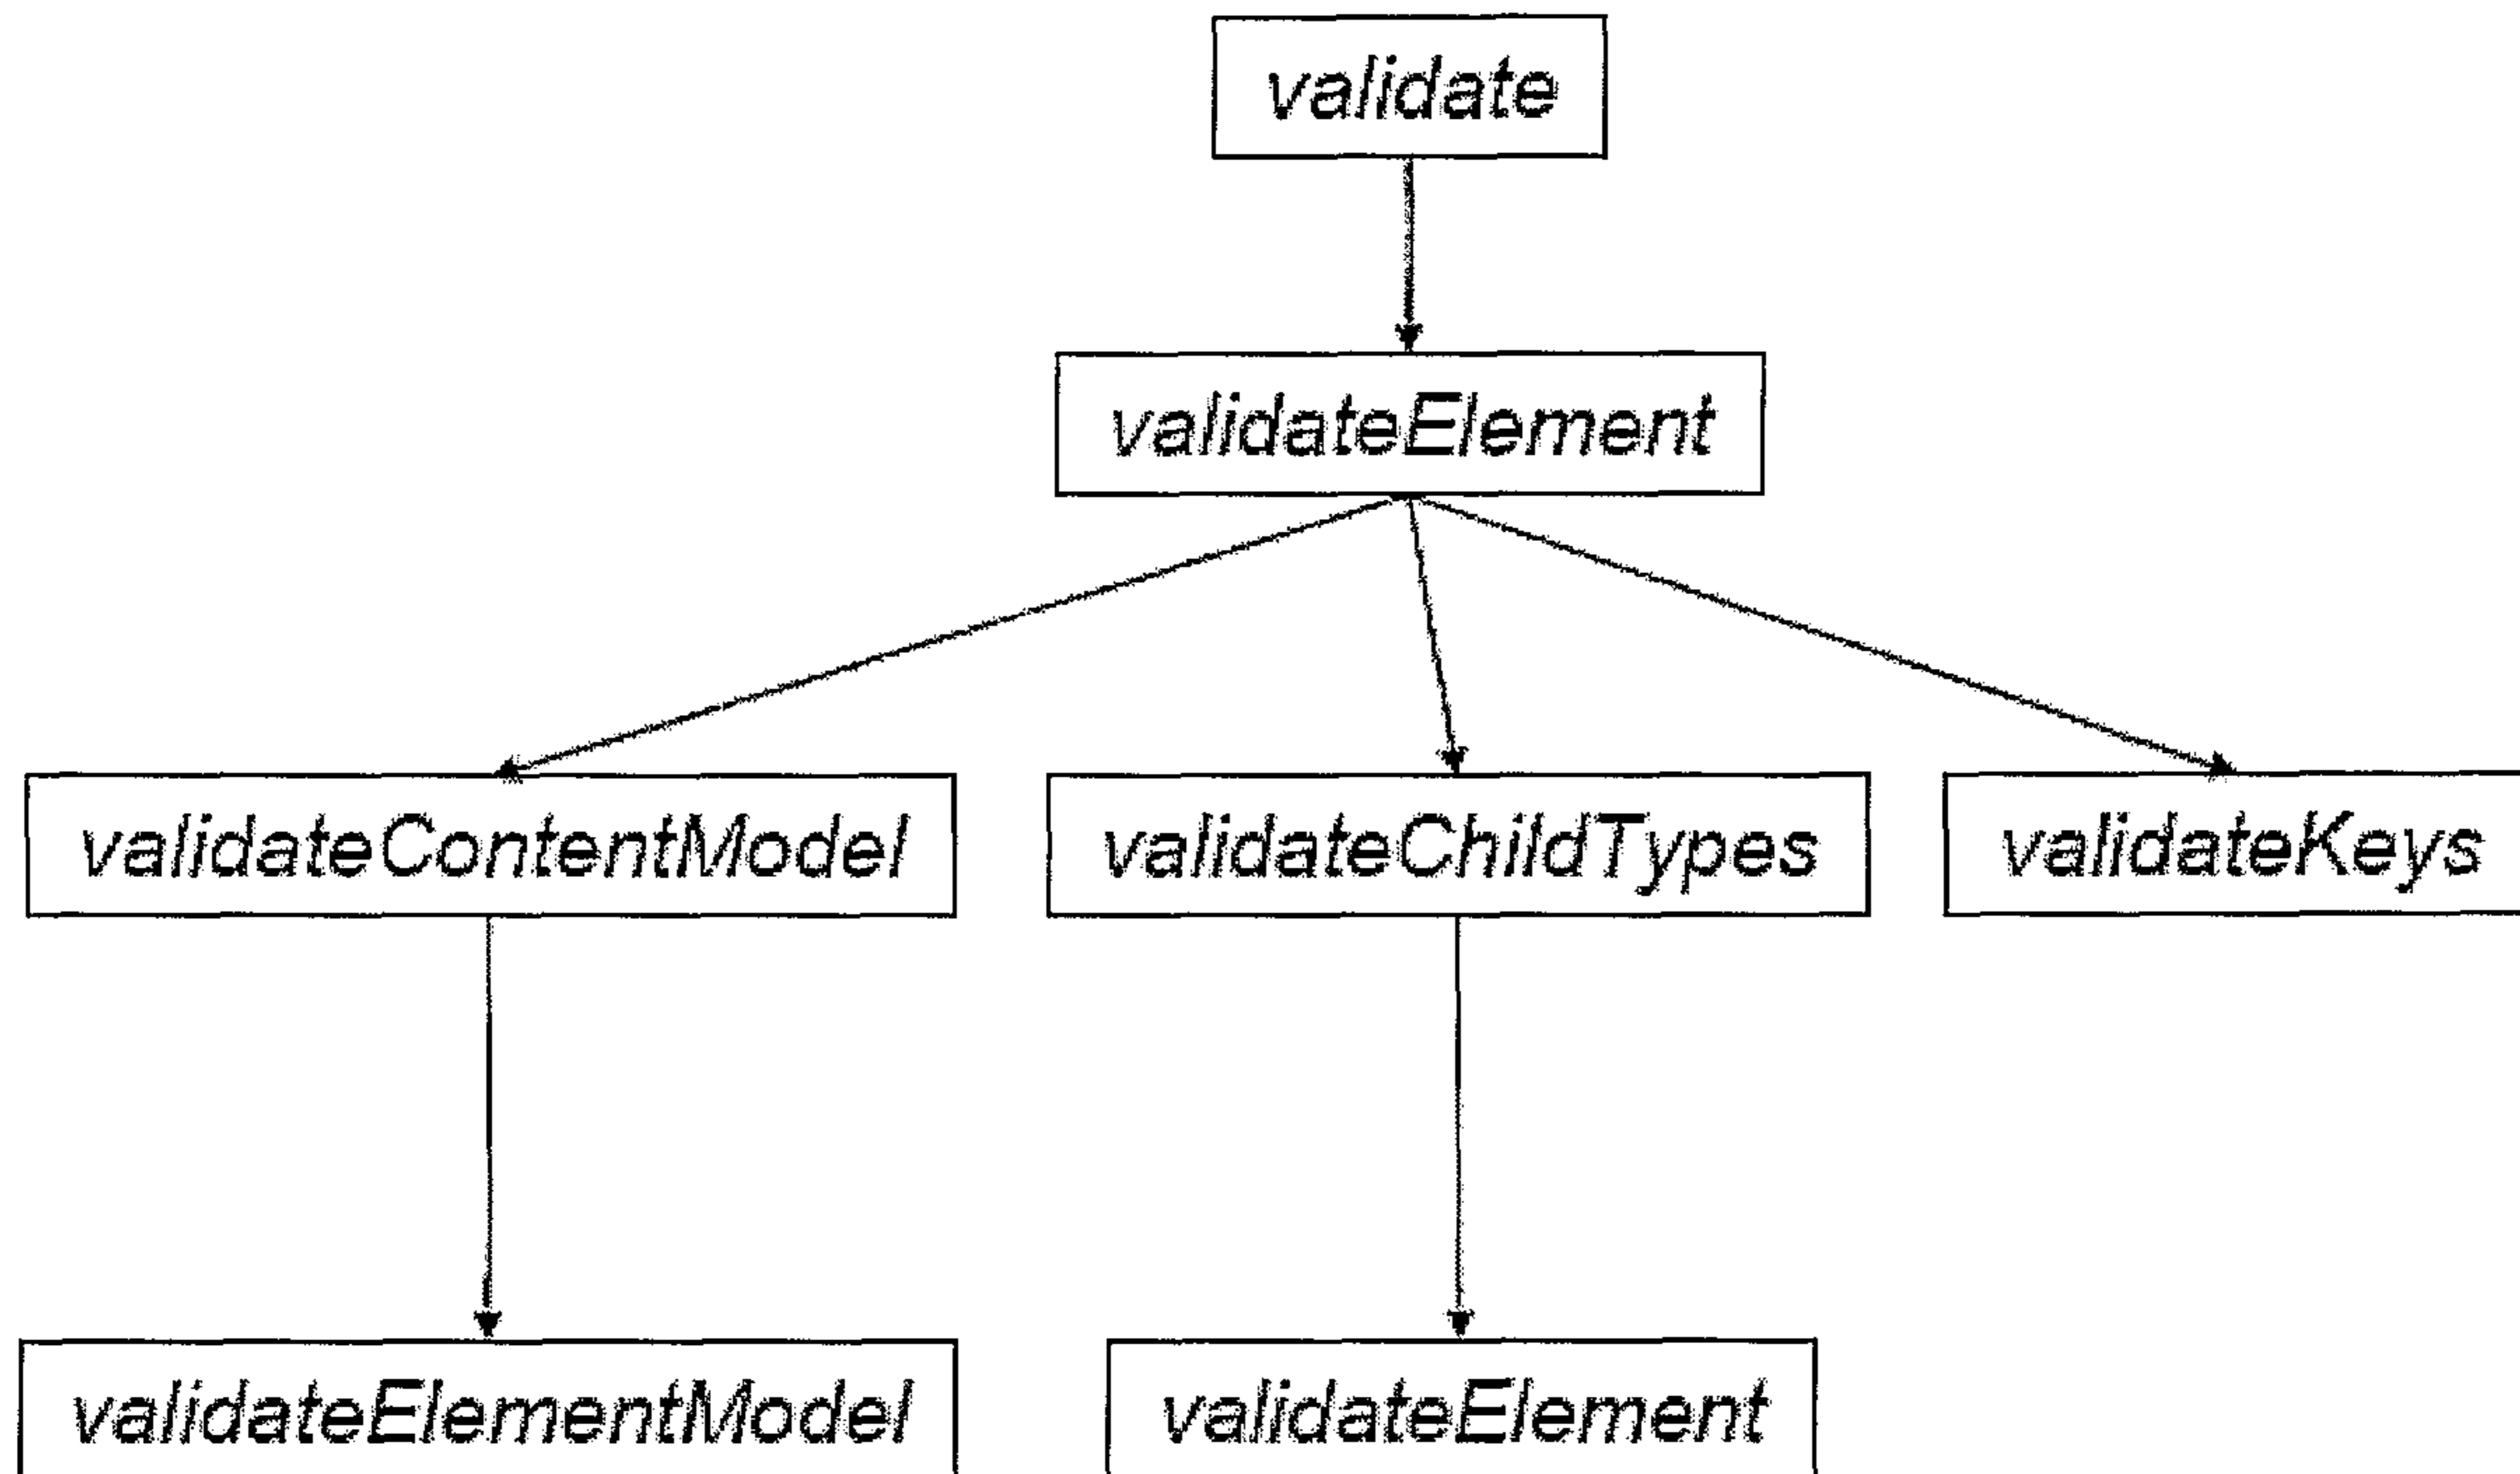 validate
validateElement
validateContentModel
validateChildTypes
validateKeys
validateElementModel
validateElement